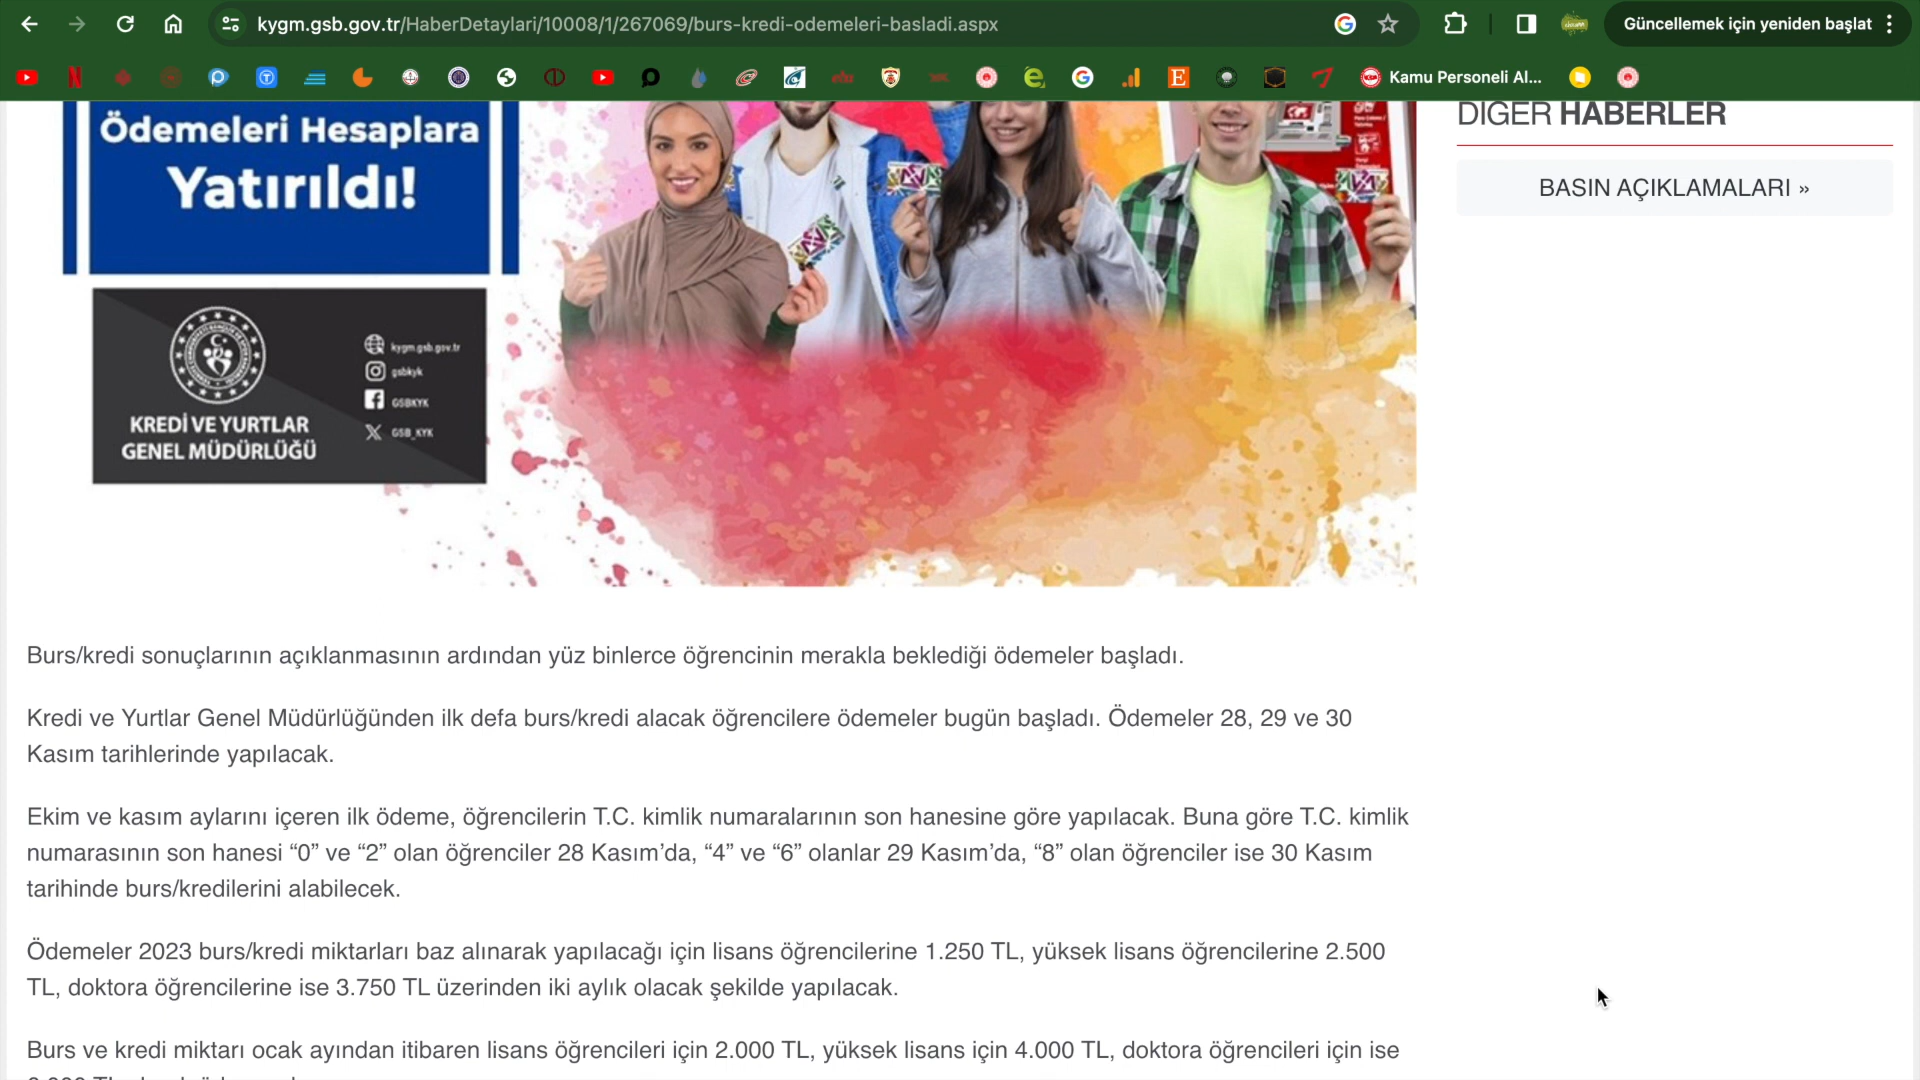 kygm.gsb.gov.tr/HaberDetaylari/10008/1/267069/burs-kredi-odemeleri-basladi.aspx
Güncellemek için yeniden başlat
Kamu Personeli Al...
Ödemeleri Hesaplara
Yatırıldı!
kygm.gsb.gov.tr
gsbkyk
GSBKYK
GSB_KYK
KREDİ VE YURTLAR
GENEL MÜDÜRLÜĞÜ
DİĞER HABERLER
BASIN AÇIKLAMALARI »
Burs/kredi sonuçlarının açıklanmasının ardından yüz binlerce öğrencinin merakla beklediği ödemeler başladı.
Kredi ve Yurtlar Genel Müdürlüğünden ilk defa burs/kredi alacak öğrencilere ödemeler bugün başladı. Ödemeler 28, 29 ve 30
Kasım tarihlerinde yapılacak.
Ekim ve kasım aylarını içeren ilk ödeme, öğrencilerin T.C. kimlik numaralarının son hanesine göre yapılacak. Buna göre T.C. kimlik
numarasının son hanesi “0” ve “2” olan öğrenciler 28 Kasım’da, “4” ve “6” olanlar 29 Kasım’da, “8” olan öğrenciler ise 30 Kasım
tarihinde burs/kredilerini alabilecek.
Ödemeler 2023 burs/kredi miktarları baz alınarak yapılacağı için lisans öğrencilerine 1.250 TL, yüksek lisans öğrencilerine 2.500
TL, doktora öğrencilerine ise 3.750 TL üzerinden iki aylık olacak şekilde yapılacak.
Burs ve kredi miktarı ocak ayından itibaren lisans öğrencileri için 2.000 TL, yüksek lisans için 4.000 TL, doktora öğrencileri için ise